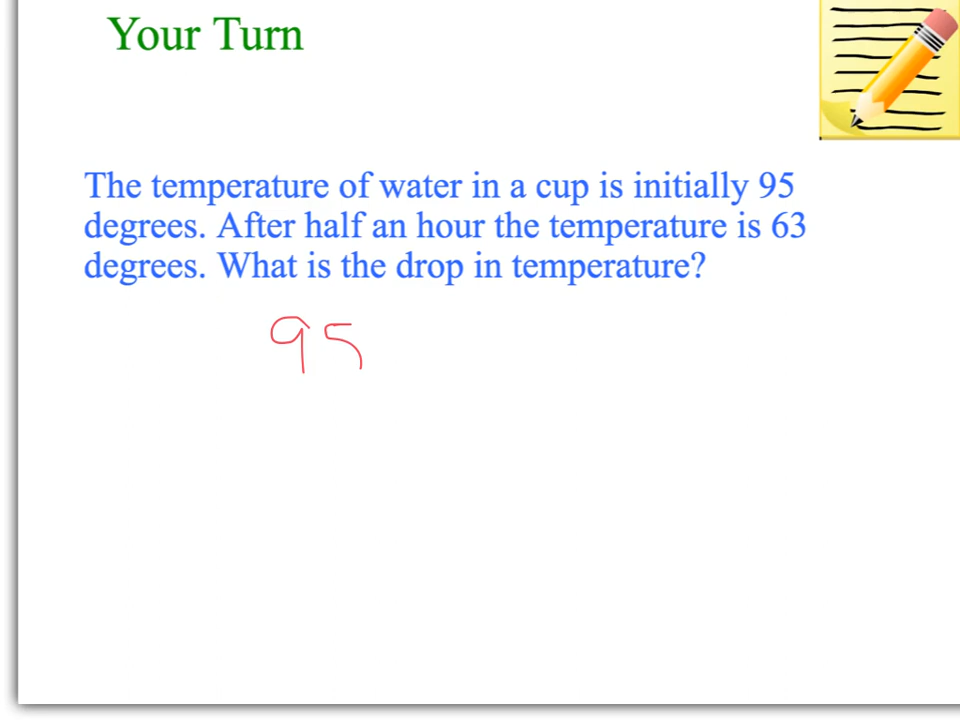 Your Turn
The temperature of water in a cup is initially 95
degrees. After half an hour the temperature is 63
degrees. What is the drop in temperature?
95